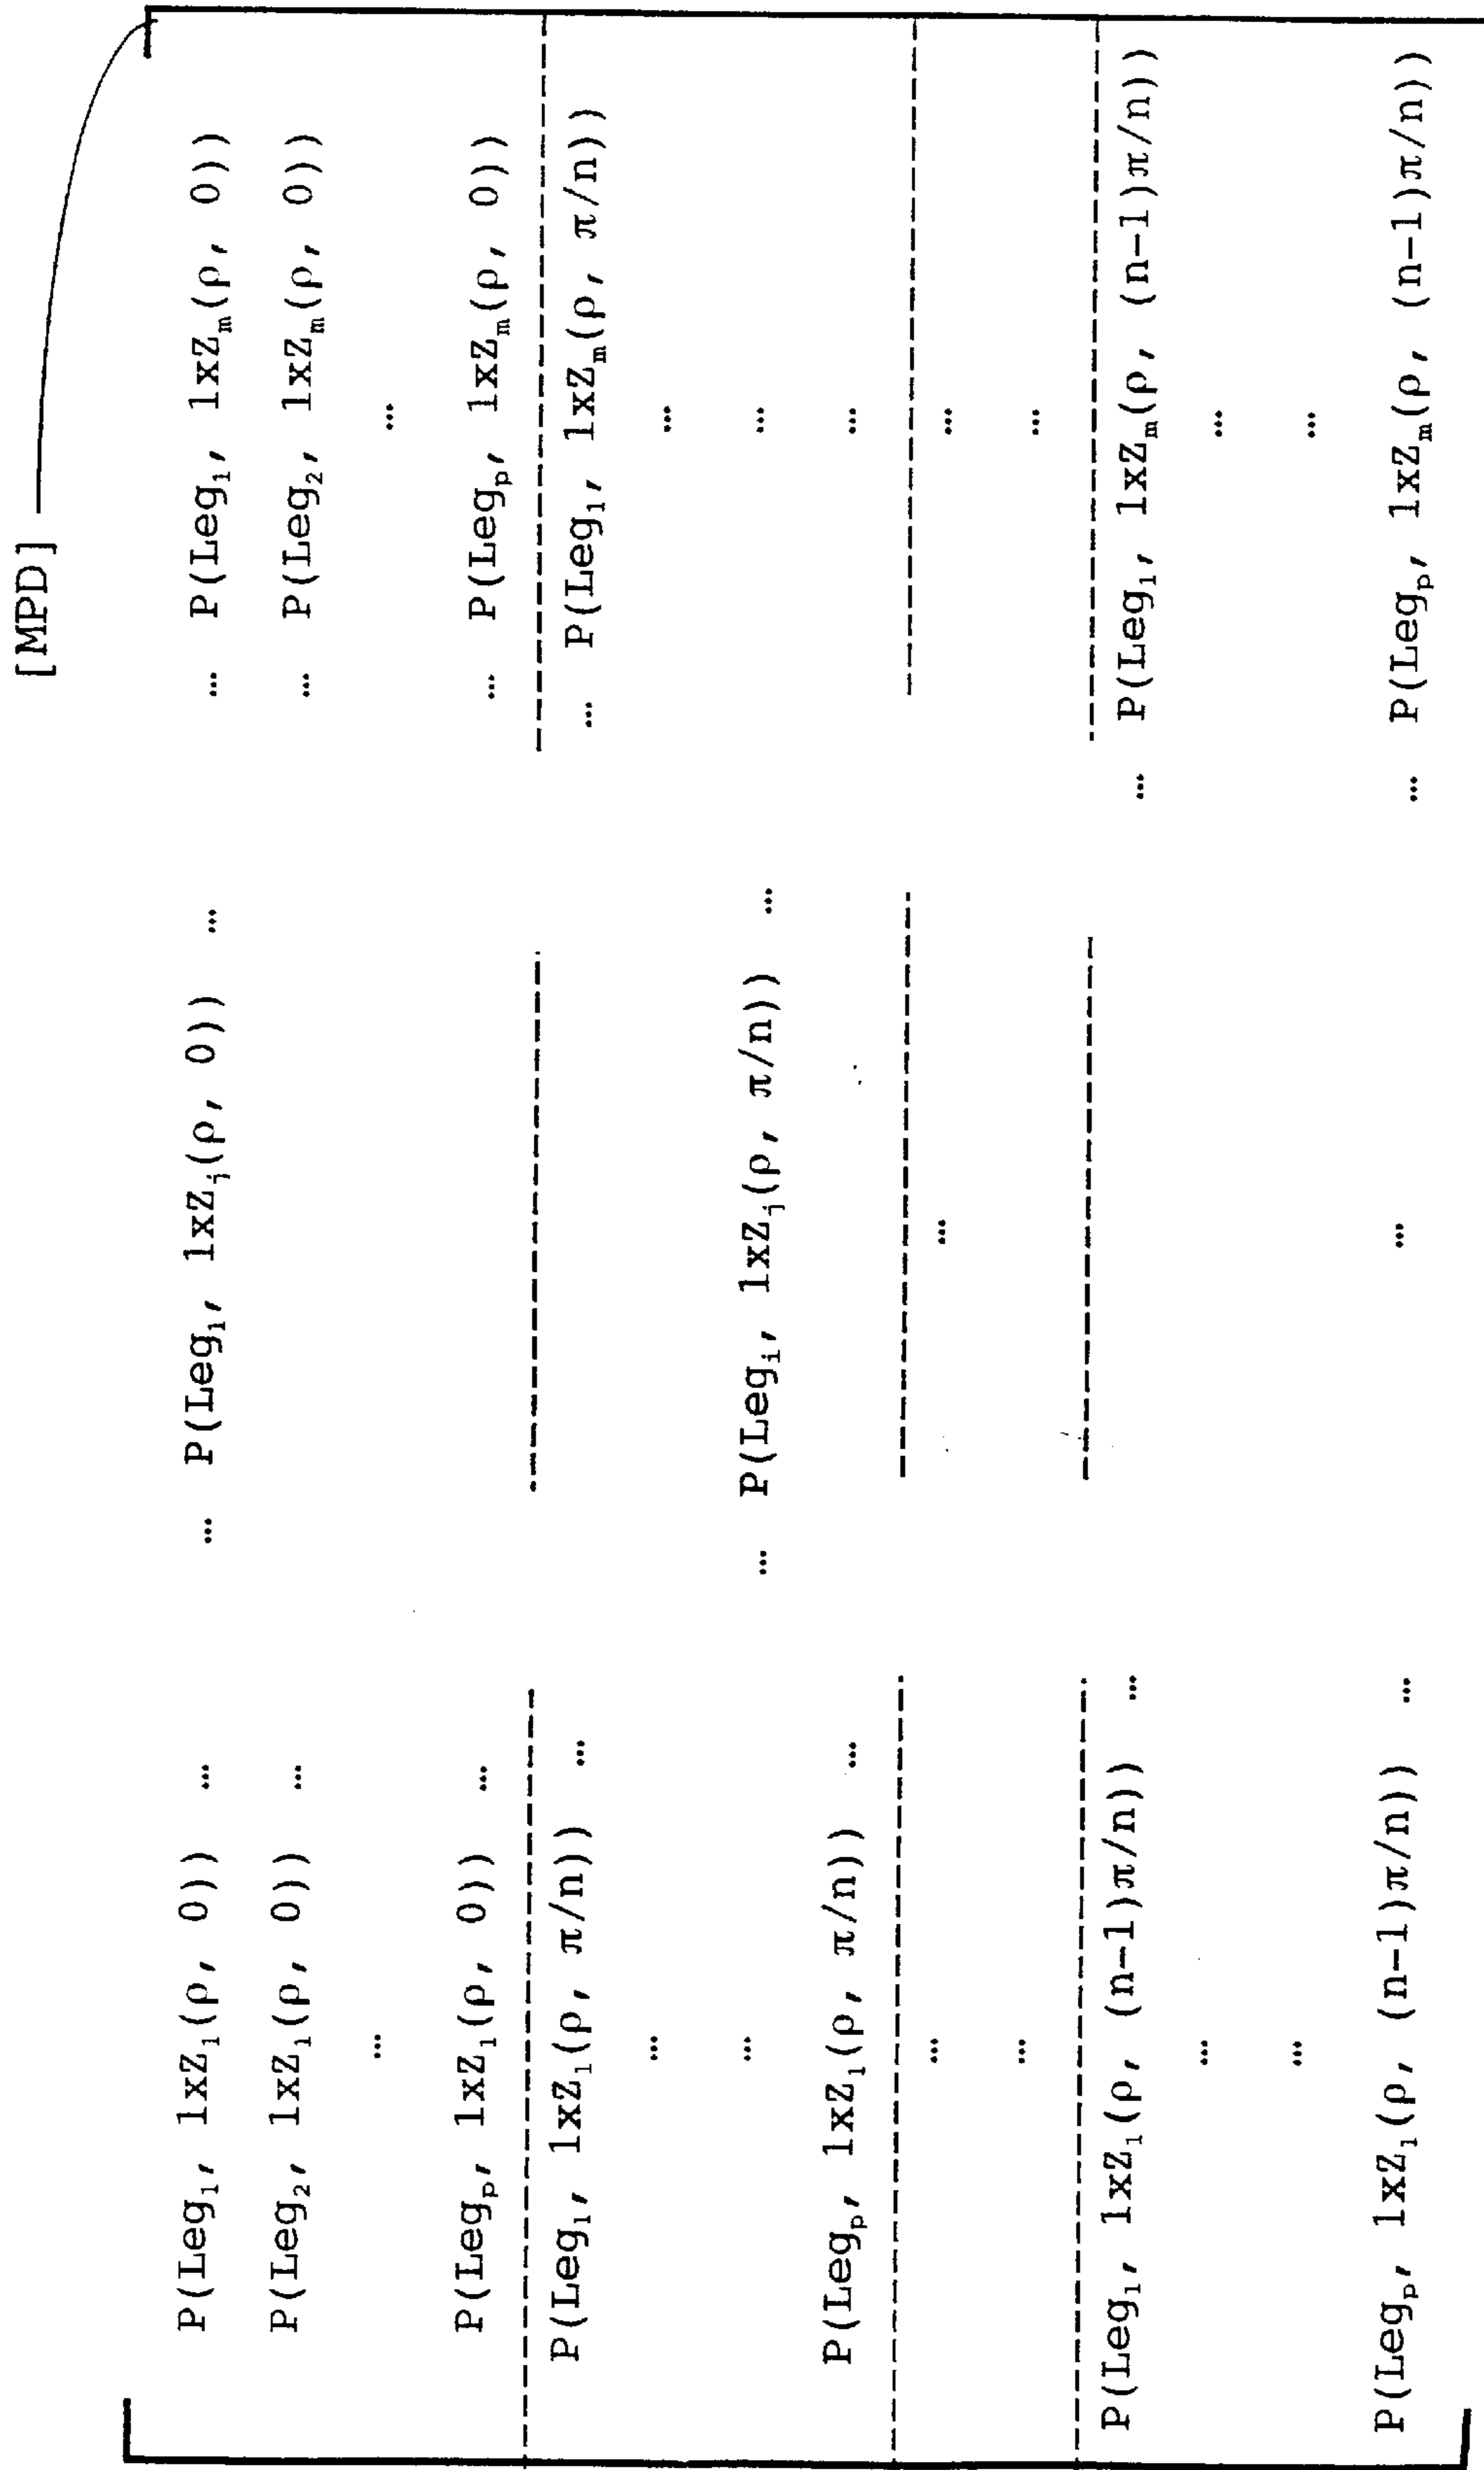 [MPD]
P(Leg₁, 1xZ₁(ρ, 0)) ... ... P(Leg₁, 1xZⱼ(ρ, 0)) ... ... P(Leg₁, 1xZₘ(ρ, 0))
P(Leg₂, 1xZ₁(ρ, 0)) ... ... P(Leg₂, 1xZₘ(ρ, 0))
... ...
P(Legₚ, 1xZ₁(ρ, 0)) ... ... P(Legₚ, 1xZₘ(ρ, 0))
P(Leg₁, 1xZ₁(ρ, π/n)) ... ... P(Leg₁, 1xZₘ(ρ, π/n))
... ...
... ... P(Legᵢ, 1xZⱼ(ρ, π/n)) ... ...
P(Legₚ, 1xZ₁(ρ, π/n)) ... ...
... ... ...
... ...
P(Leg₁, 1xZ₁(ρ, (n-1)π/n)) ... ... P(Leg₁, 1xZₘ(ρ, (n-1)π/n))
... ...
... ...
P(Legₚ, 1xZ₁(ρ, (n-1)π/n)) ... ... ... P(Legₚ, 1xZₘ(ρ, (n-1)π/n))